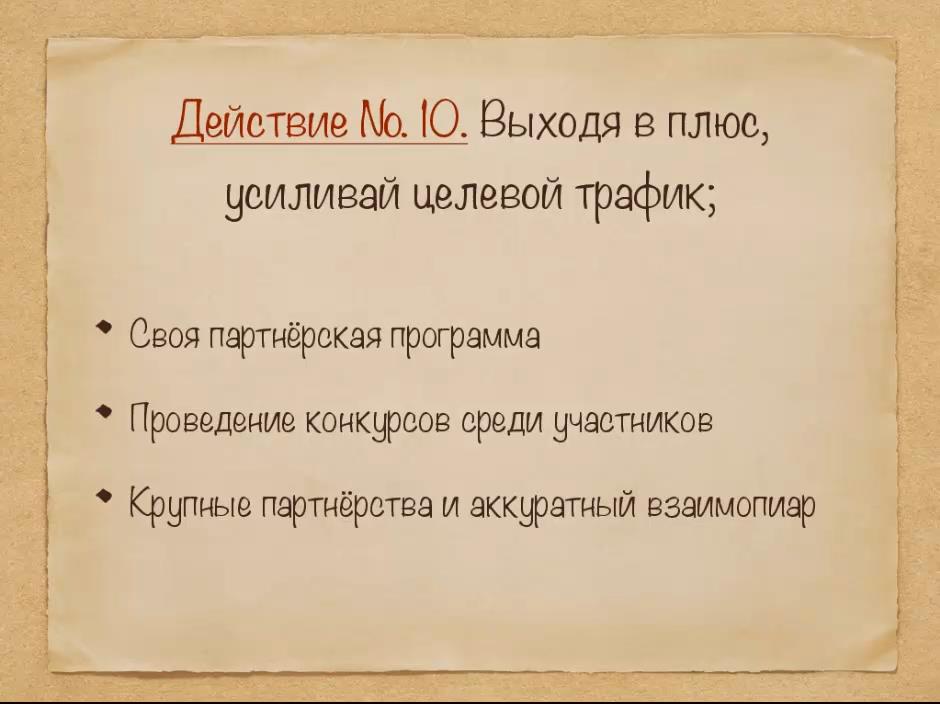 Действие No. 10. Выходя в плюс,
усиливай целевой трафик;
Своя партнёрская программа
Проведение конкурсов среди участников
Крупные партнёрства и аккуратный взаимопиар